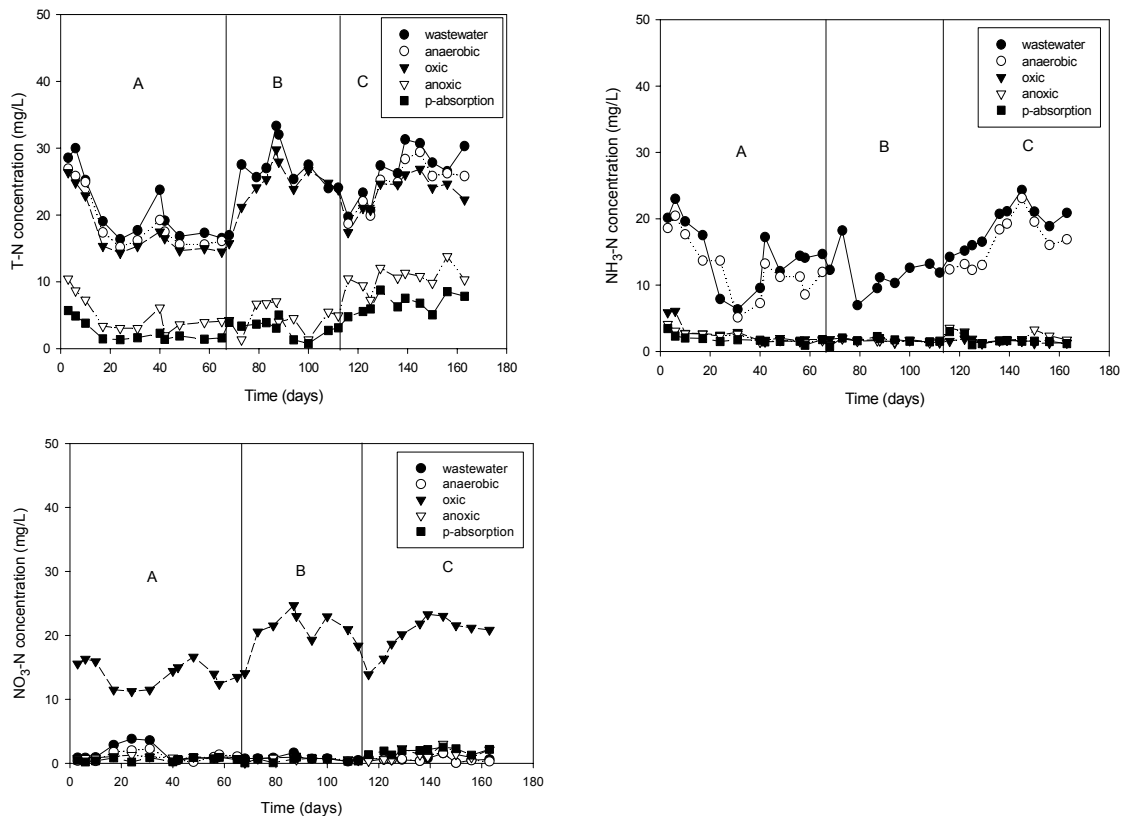 50
40
30
20
10
0
T-N concentration (mg/L)
A
B
C
wastewater
anaerobic
oxic
anoxic
p-absorption
0 20 40 60 80 100 120 140 160 180
Time (days)
50
40
30
20
10
0
NH3-N concentration (mg/L)
wastewater
anaerobic
oxic
anoxic
p-absorption
A
B
C
0 20 40 60 80 100 120 140 160 180
Time (days)
50
40
30
20
10
0
NO3-N concentration (mg/L)
wastewater
anaerobic
oxic
anoxic
p-absorption
A
B
C
0 20 40 60 80 100 120 140 160 180
Time (days)